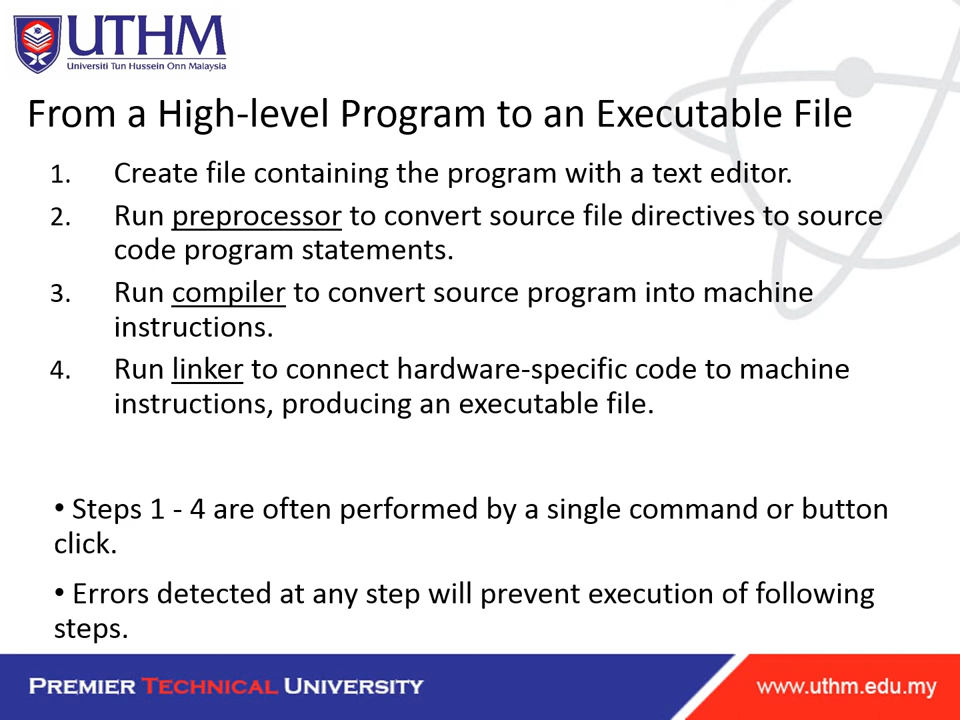 UTHM
Universiti Tun Hussein Onn Malaysia
From a High-level Program to an Executable File
1. Create file containing the program with a text editor.
2. Run preprocessor to convert source file directives to source
code program statements.
3. Run compiler to convert source program into machine
instructions.
4. Run linker to connect hardware-specific code to machine
instructions, producing an executable file.
• Steps 1 - 4 are often performed by a single command or button
click.
• Errors detected at any step will prevent execution of following
steps.
PREMIER TECHNICAL UNIVERSITY
www.uthm.edu.my